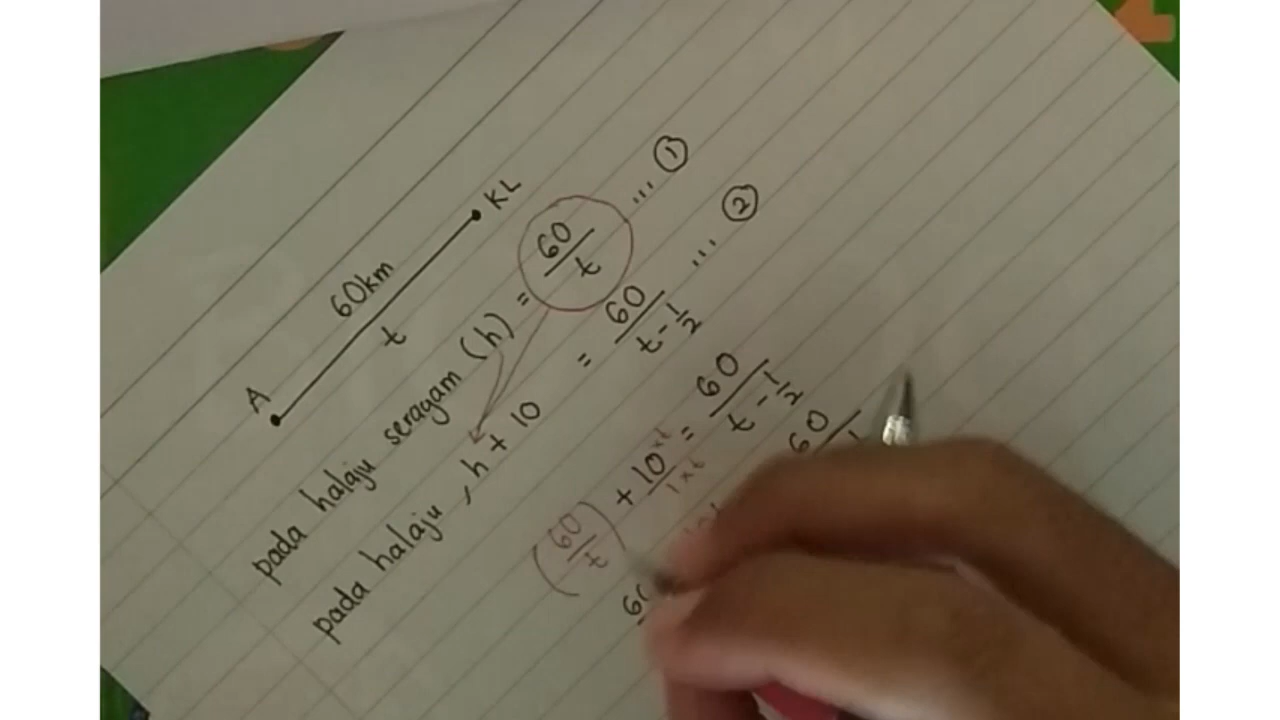 A
60km
t
KL
pada halaju seragam (h) = 60/t ... ①
pada halaju, h + 10 = 60/(t - 1/2) ... ②
(60/t) + 10 ×t / 1 ×t = 60/(t - 1/2)
60